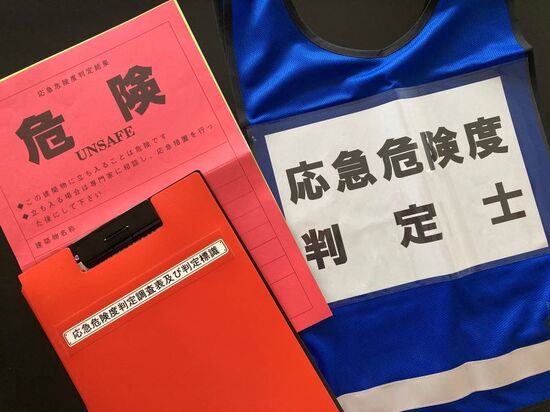 応急危険度判定結果
危険
UNSAFE
◆この建築物に立ち入ることは危険です
◆立ち入る場合は専門家に相談し、応急措置を行っ
た後にして下さい
建築物名称
応急危険度判定調査表及び判定標識
応急危険度
判定士